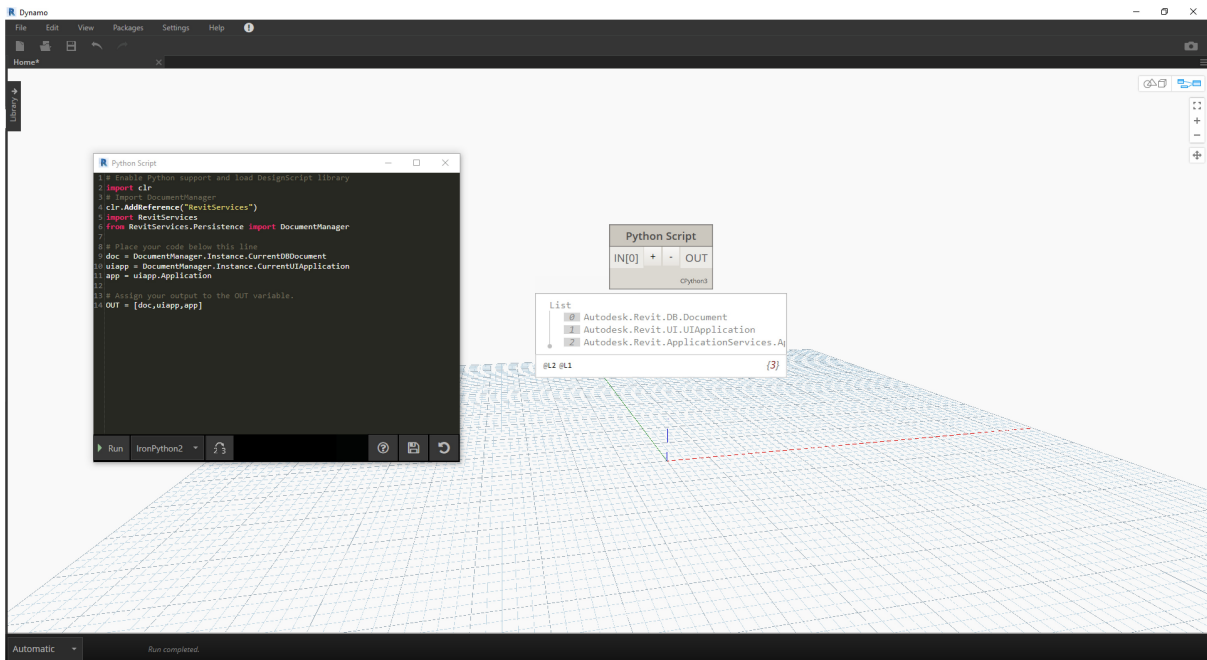 Dynamo
File Edit View Packages Settings Help
Home*
Library
Python Script
1 # Enable Python support and load DesignScript library
2 import clr
3 # Import DocumentManager
4 clr.AddReference("RevitServices")
5 import RevitServices
6 from RevitServices.Persistence import DocumentManager
7
8 # Place your code below this line
9 doc = DocumentManager.Instance.CurrentDBDocument
10 uiapp = DocumentManager.Instance.CurrentUIApplication
11 app = uiapp.Application
12
13 # Assign your output to the OUT variable.
14 OUT = [doc,uiapp,app]
Run IronPython2 2 3
Python Script
IN[0] + - OUT
CPython3
List
0 Autodesk.Revit.DB.Document
1 Autodesk.Revit.UI.UIApplication
2 Autodesk.Revit.ApplicationServices.Ap
@L2 @L1 {3}
Automatic Run completed.